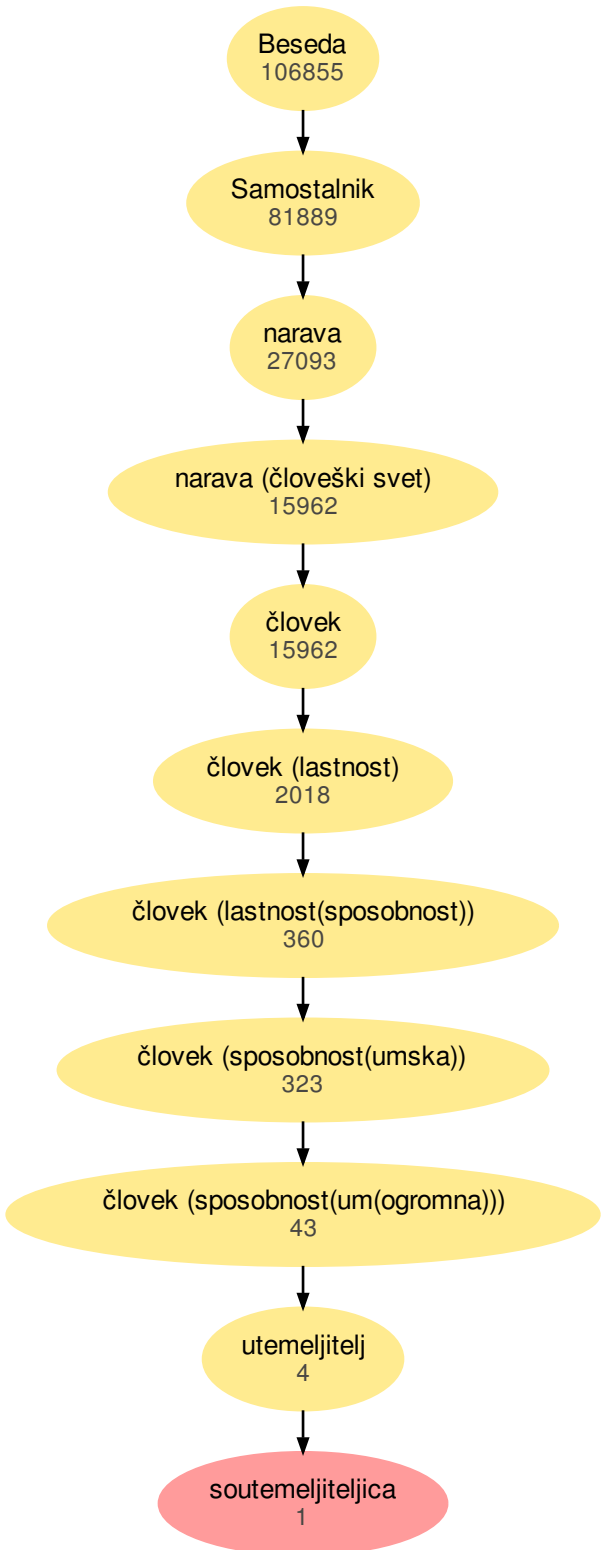 Beseda
106855
Samostalnik
81889
narava
27093
narava (človeški svet)
15962
človek
15962
človek (lastnost)
2018
človek (lastnost(sposobnost))
360
človek (sposobnost(umska))
323
človek (sposobnost(um(ogromna)))
43
utemeljitelj
4
soutemeljiteljica
1